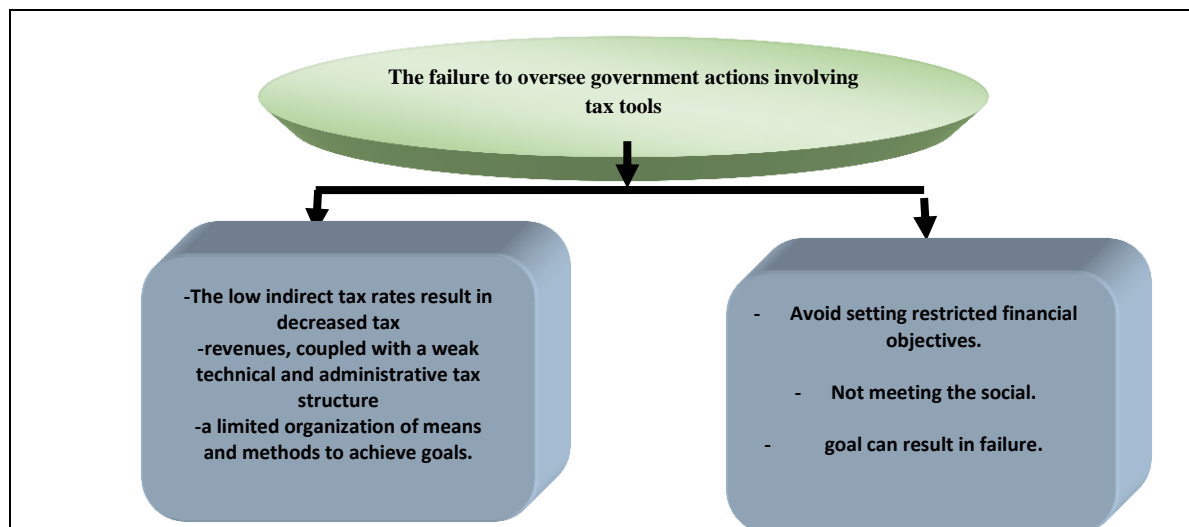 The failure to oversee government actions involving
tax tools
-The low indirect tax rates result in
decreased tax
-revenues, coupled with a weak
technical and administrative tax
structure
-a limited organization of means
and methods to achieve goals.
- Avoid setting restricted financial
objectives.
- Not meeting the social.
- goal can result in failure.